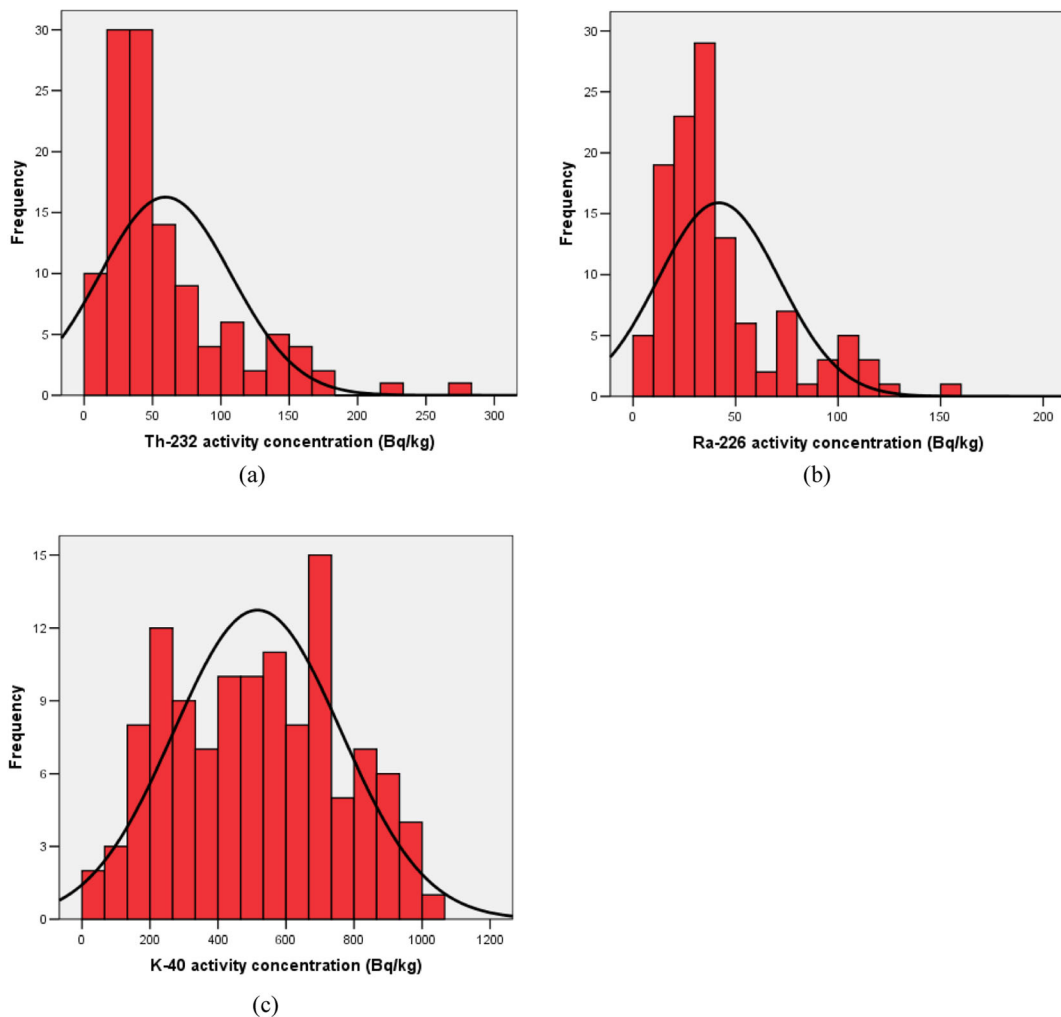 30
25
20
15
10
5
0
Frequency
0 50 100 150 200 250 300
Th-232 activity concentration (Bq/kg)
(a)
30
25
20
15
10
5
0
Frequency
0 50 100 150 200
Ra-226 activity concentration (Bq/kg)
(b)
15
12
9
6
3
0
Frequency
0 200 400 600 800 1000 1200
K-40 activity concentration (Bq/kg)
(c)